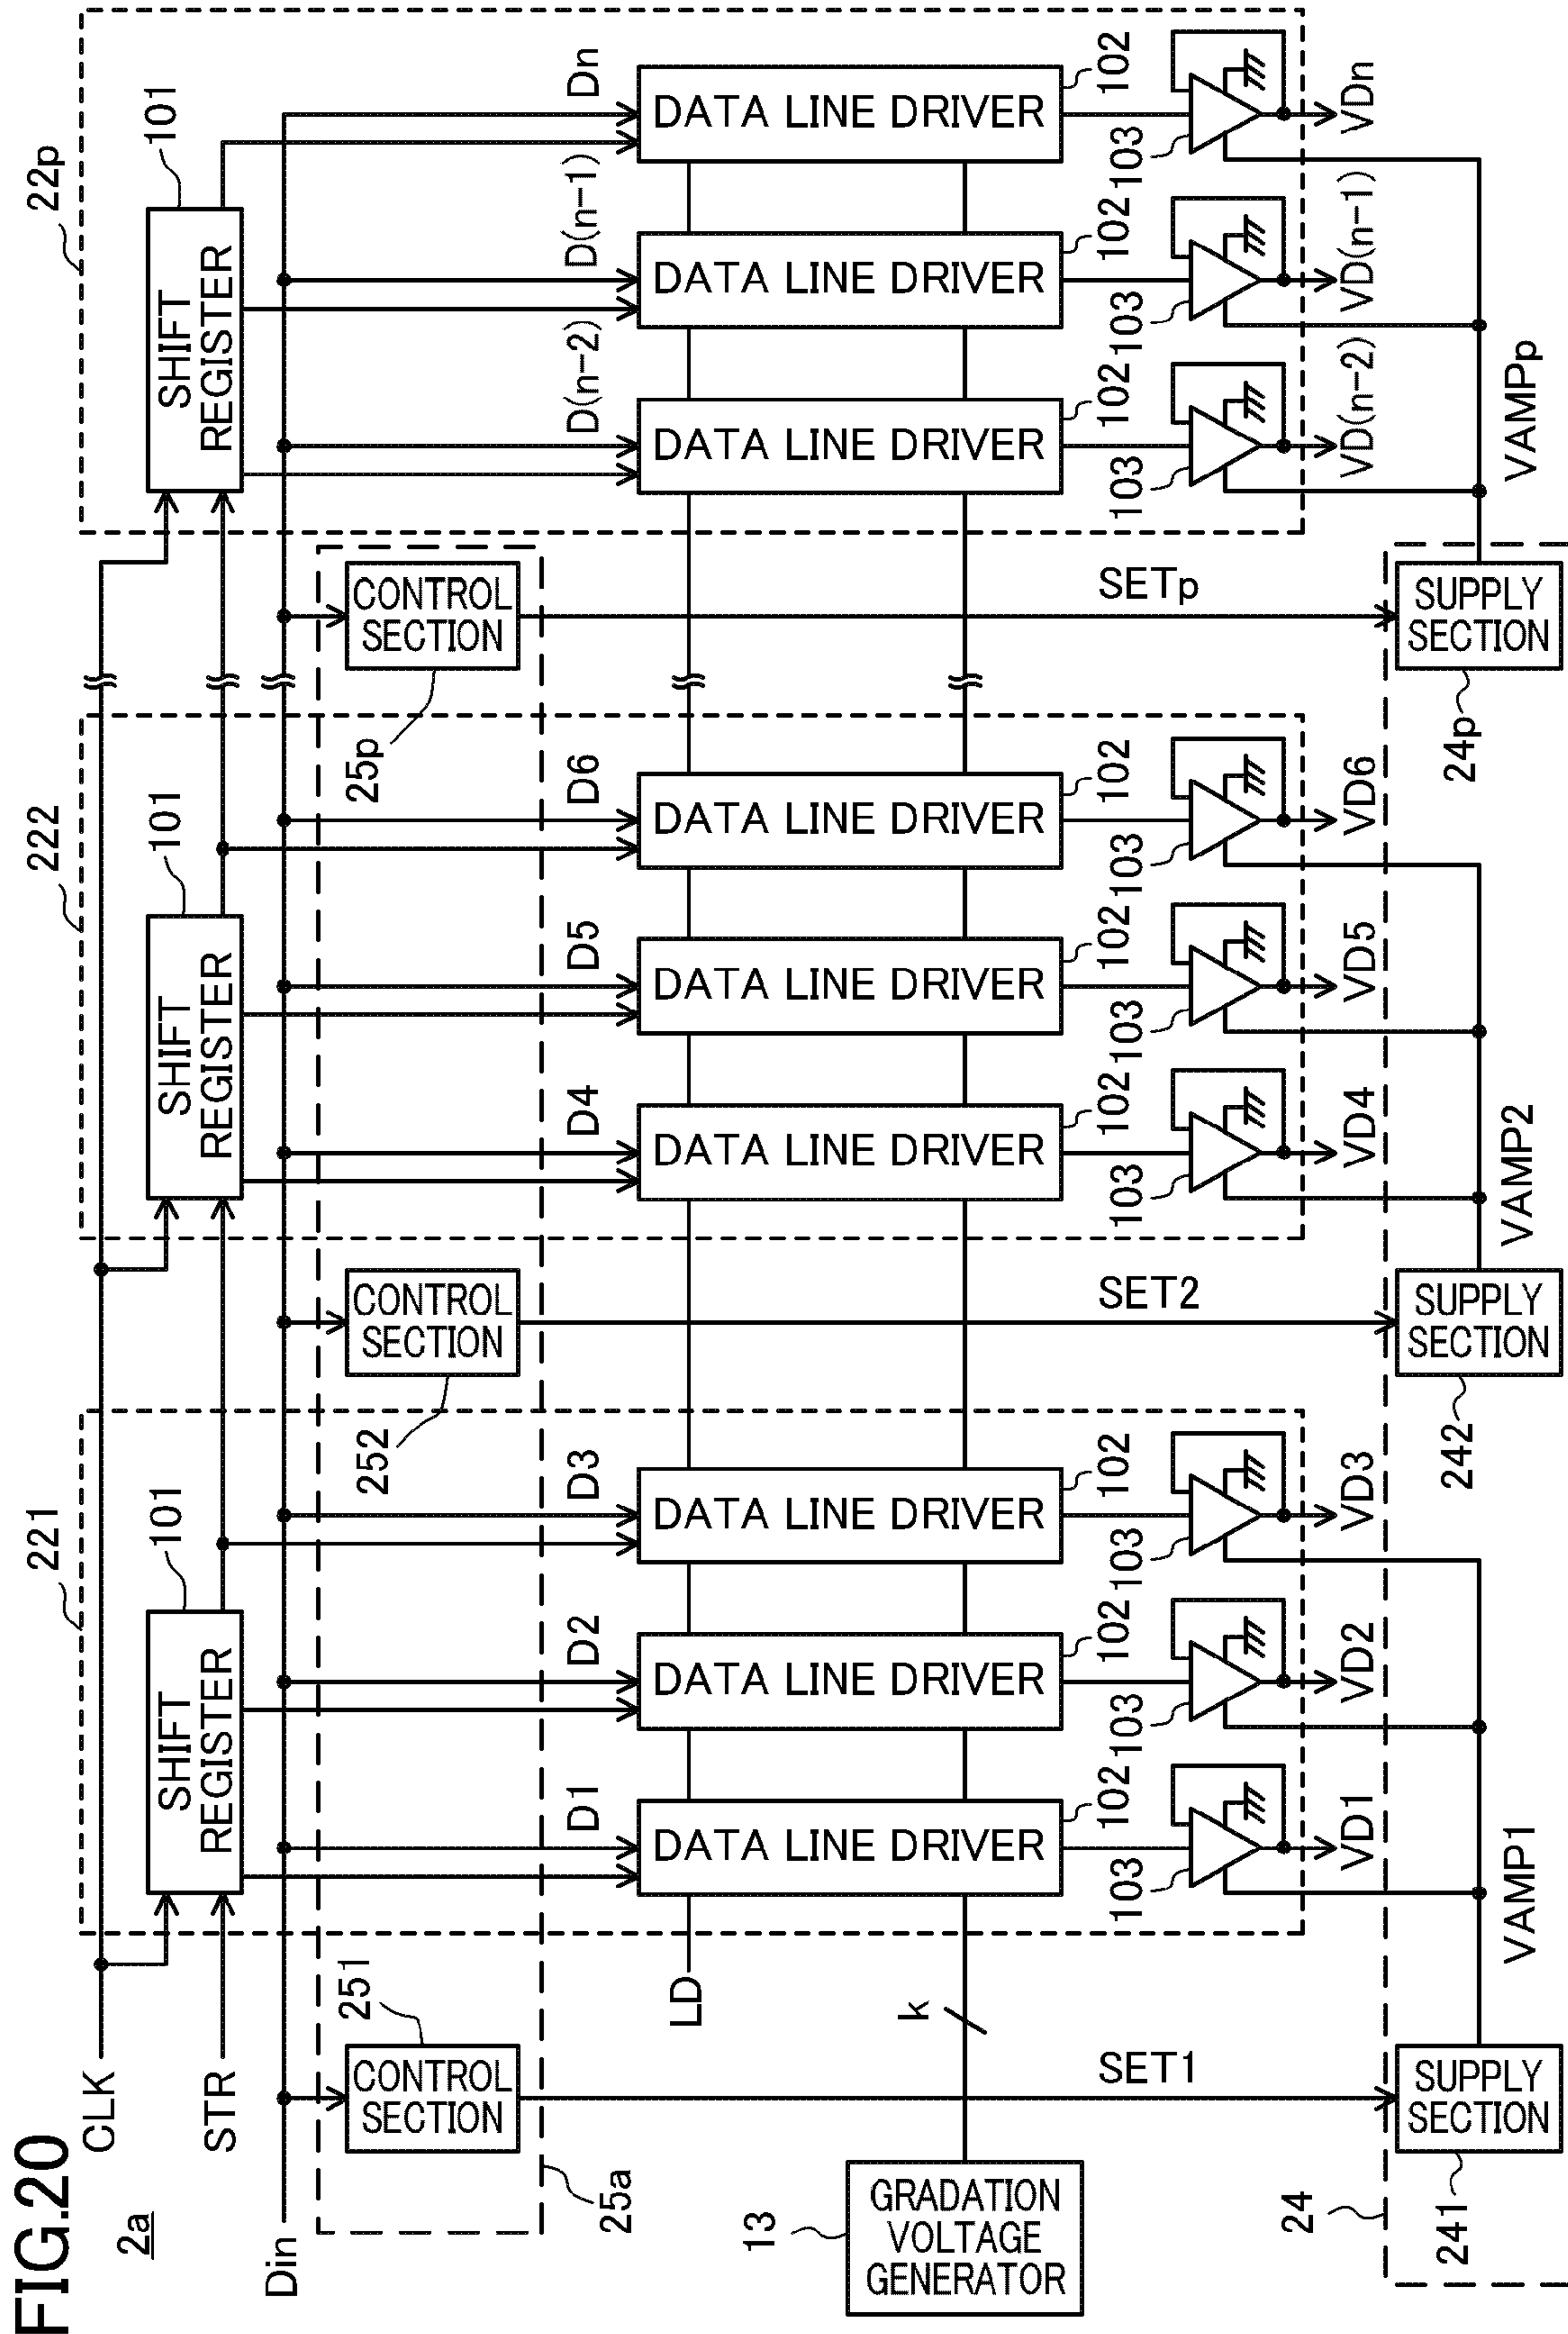 FIG.20
2a
CLK
STR
Din
221
222
22p
101
101
101
SHIFT
REGISTER
SHIFT
REGISTER
SHIFT
REGISTER
251
252
25p
CONTROL
SECTION
CONTROL
SECTION
CONTROL
SECTION
25a
D1
D2
D3
D4
D5
D6
D(n-2)
D(n-1)
Dn
LD
DATA LINE DRIVER
DATA LINE DRIVER
DATA LINE DRIVER
DATA LINE DRIVER
DATA LINE DRIVER
DATA LINE DRIVER
DATA LINE DRIVER
DATA LINE DRIVER
DATA LINE DRIVER
13
GRADATION
VOLTAGE
GENERATOR
k
102
102
102
102
102
102
102
102
102
SET1
SET2
SETp
103
103
103
103
103
103
103
103
103
VD1
VD2
VD3
VD4
VD5
VD6
VD(n-2)
VD(n-1)
VDn
24
241
SUPPLY
SECTION
VAMP1
242
SUPPLY
SECTION
VAMP2
24p
SUPPLY
SECTION
VAMPp